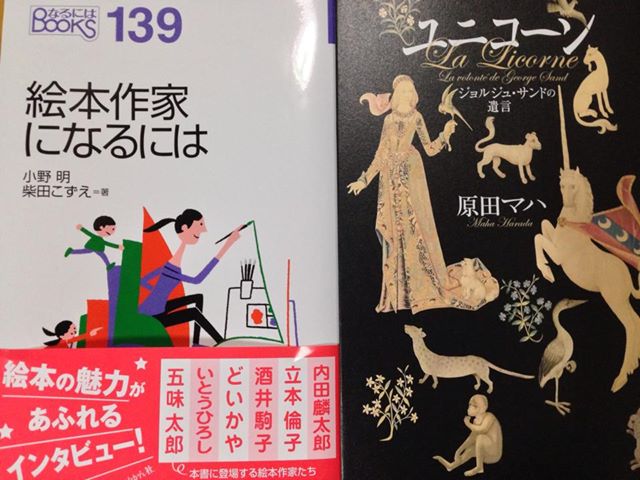 なるには
BOOKS
139
絵本作家
になるには
小野 明
柴田こずえ=著
絵本の魅力が
あふれる
インタビュー!
内田麟太郎
立本倫子
酒井駒子
どいかや
いとうひろし
五味太郎
本書に登場する絵本作家たち
ユニコーン
La Licorne
La volonté de George Sand
ジョルジュ・サンドの
遺言
原田マハ
Maha Harada